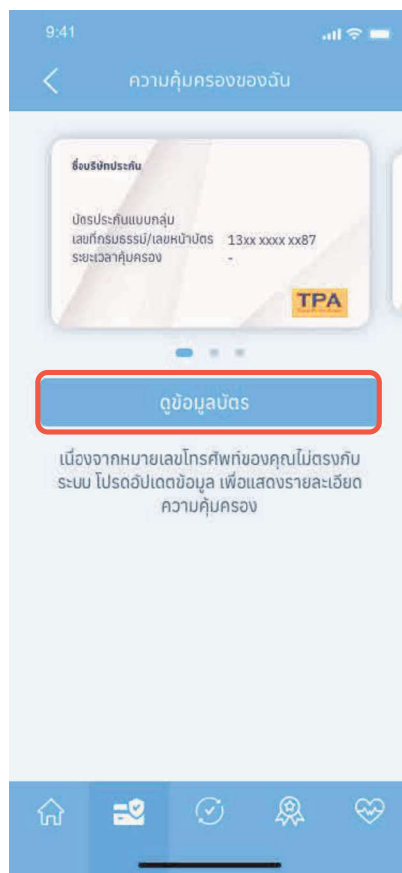 9:41
ความคุ้มครองของฉัน
ชื่อบริษัทประกัน
บัตรประกันแบบกลุ่ม
เลขที่กรมธรรม์/เลขหน้าบัตร 13xx xxxx xx87
ระยะเวลาคุ้มครอง -
TPA
ดูข้อมูลบัตร
เนื่องจากหมายเลขโทรศัพท์ของคุณไม่ตรงกับ
ระบบ โปรดอัปเดตข้อมูล เพื่อแสดงรายละเอียด
ความคุ้มครอง